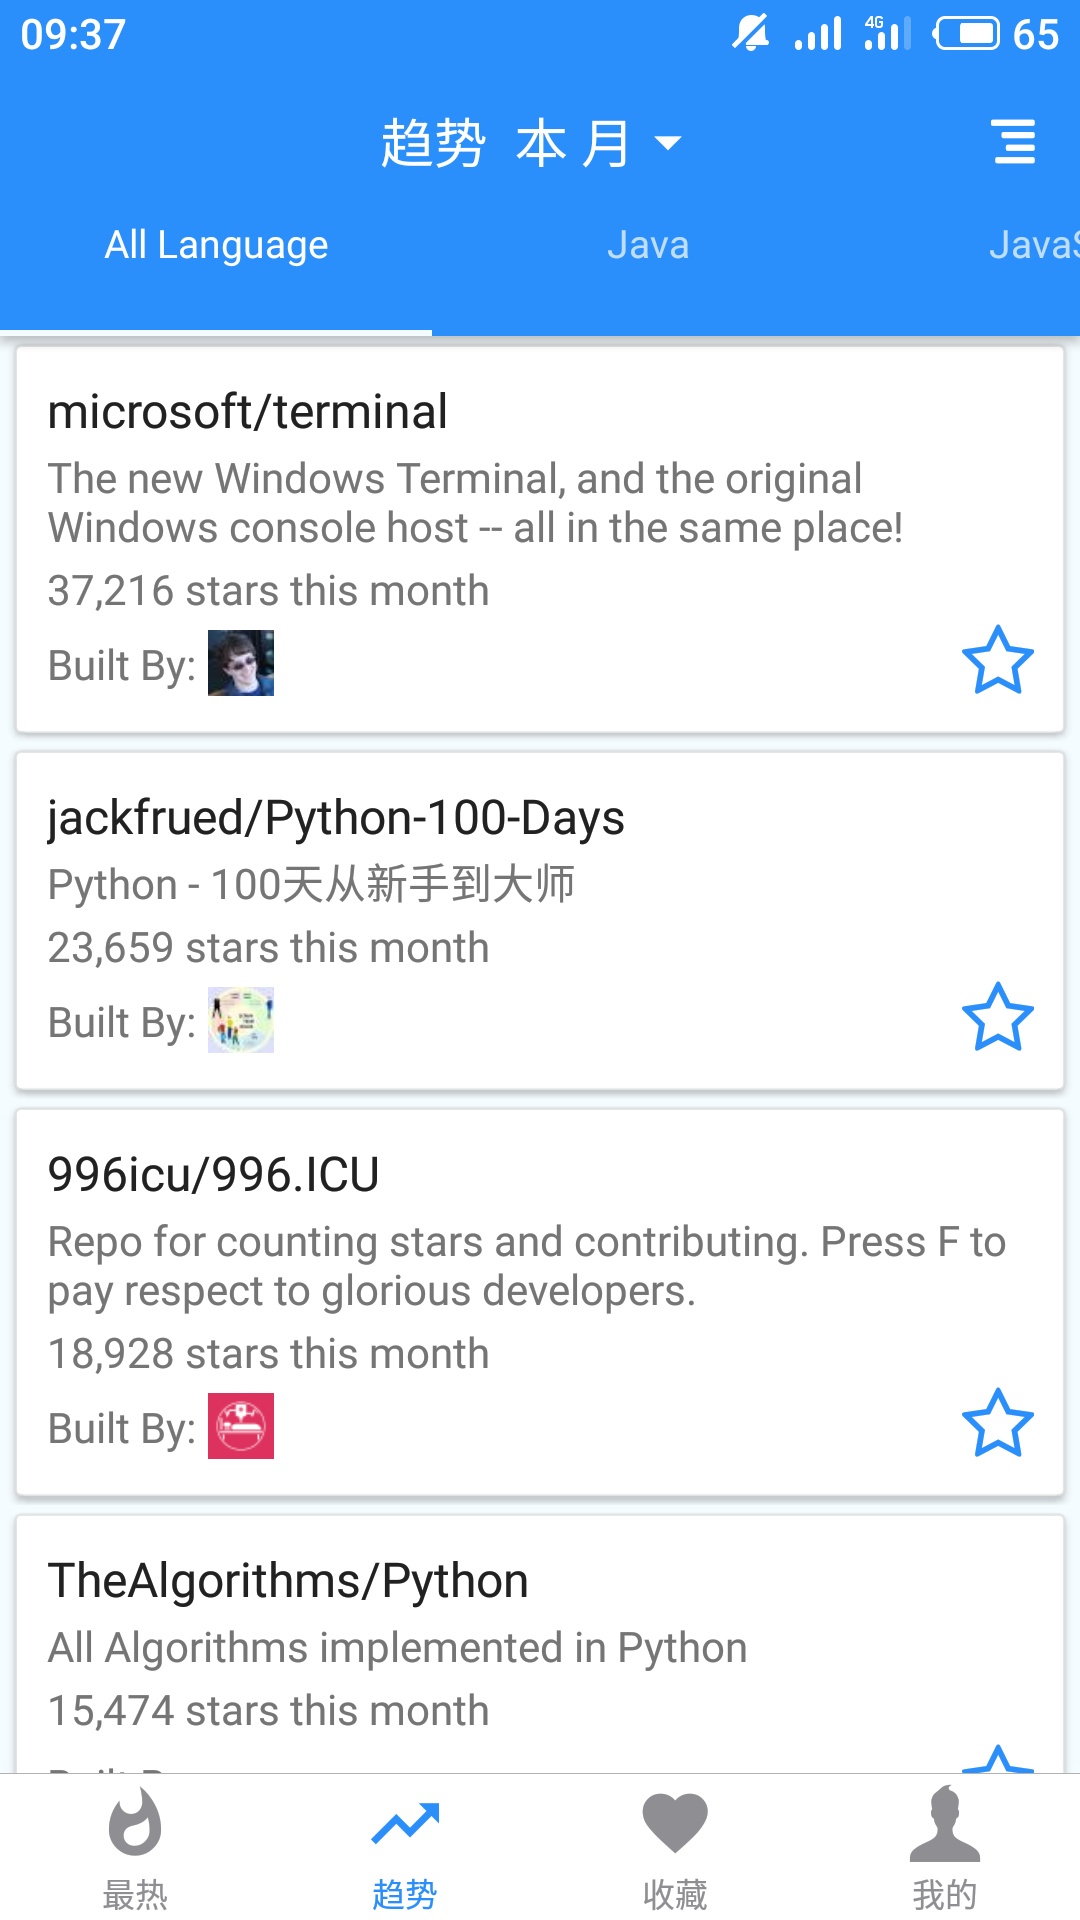 09:37
4G
65
趋势 本 月
All Language
Java
JavaS
microsoft/terminal
The new Windows Terminal, and the original
Windows console host -- all in the same place!
37,216 stars this month
Built By:
jackfrued/Python-100-Days
Python - 100天从新手到大师
23,659 stars this month
Built By:
996icu/996.ICU
Repo for counting stars and contributing. Press F to
pay respect to glorious developers.
18,928 stars this month
Built By:
TheAlgorithms/Python
All Algorithms implemented in Python
15,474 stars this month
最热
趋势
收藏
我的